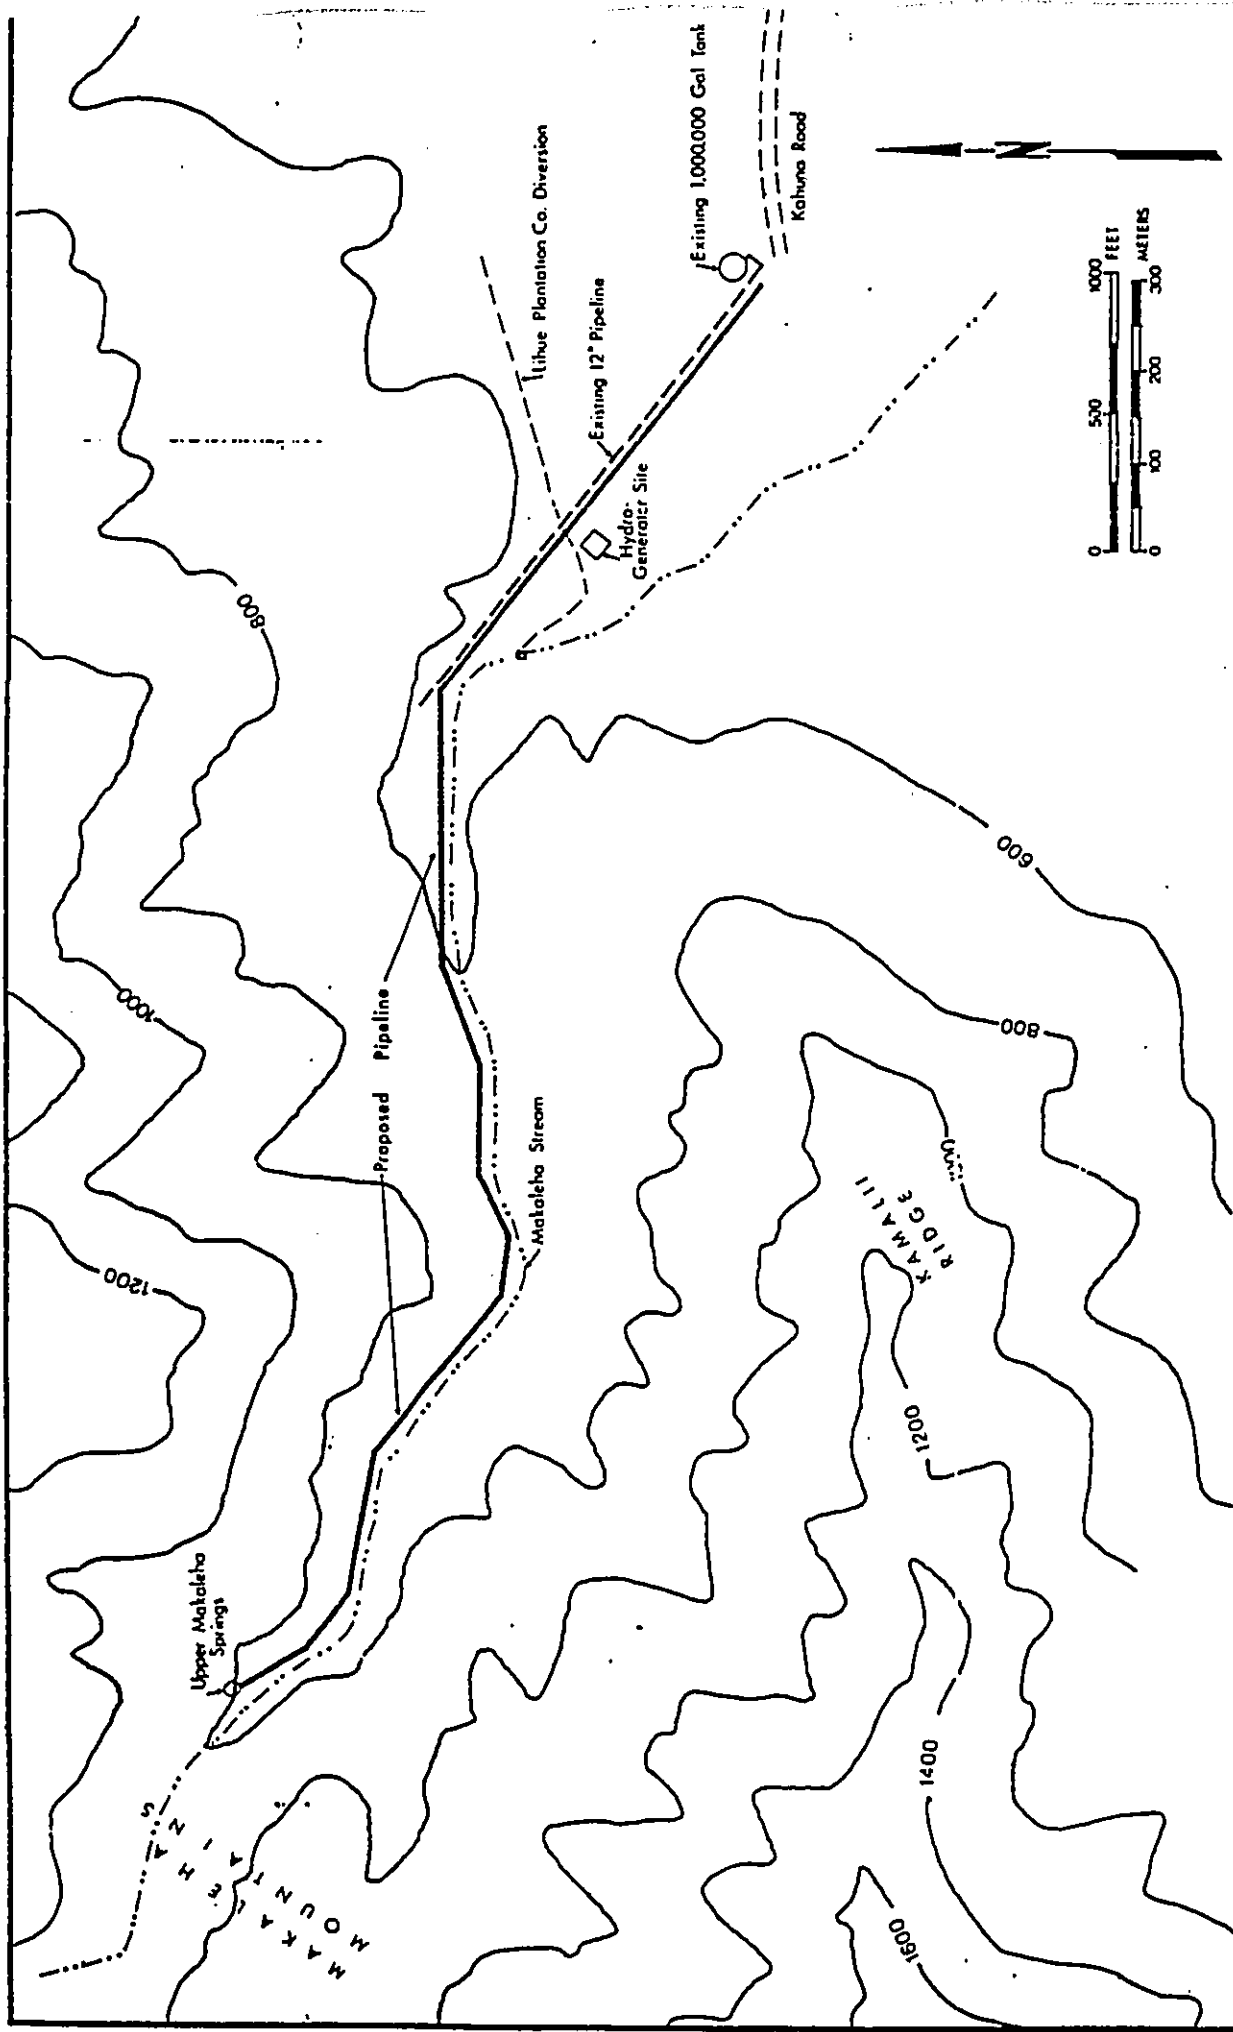 1200
1000
800
Upper Makaleha
Springs
MAKALEHA
MOUNTAINS
Proposed Pipeline
Makaleha Stream
Lihue Plantation Co. Diversion
Existing 12" Pipeline
Hydro-
Generator Site
Existing 1,000,000 Gal Tank
Kahuna Road
N
600
800
KAMALII
RIDGE
1200
1400
1600
0 500 1000
FEET
METERS
0 100 200 300